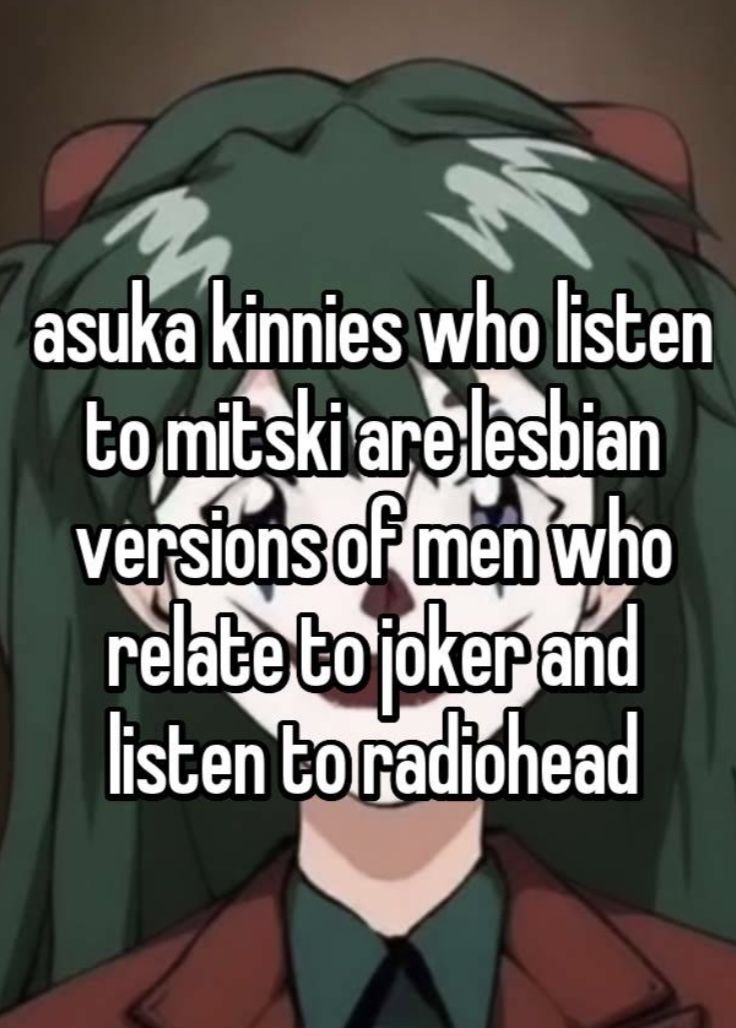 asuka kinnies who listen
to mitski are lesbian
versions of men who
relate to joker and
listen to radiohead